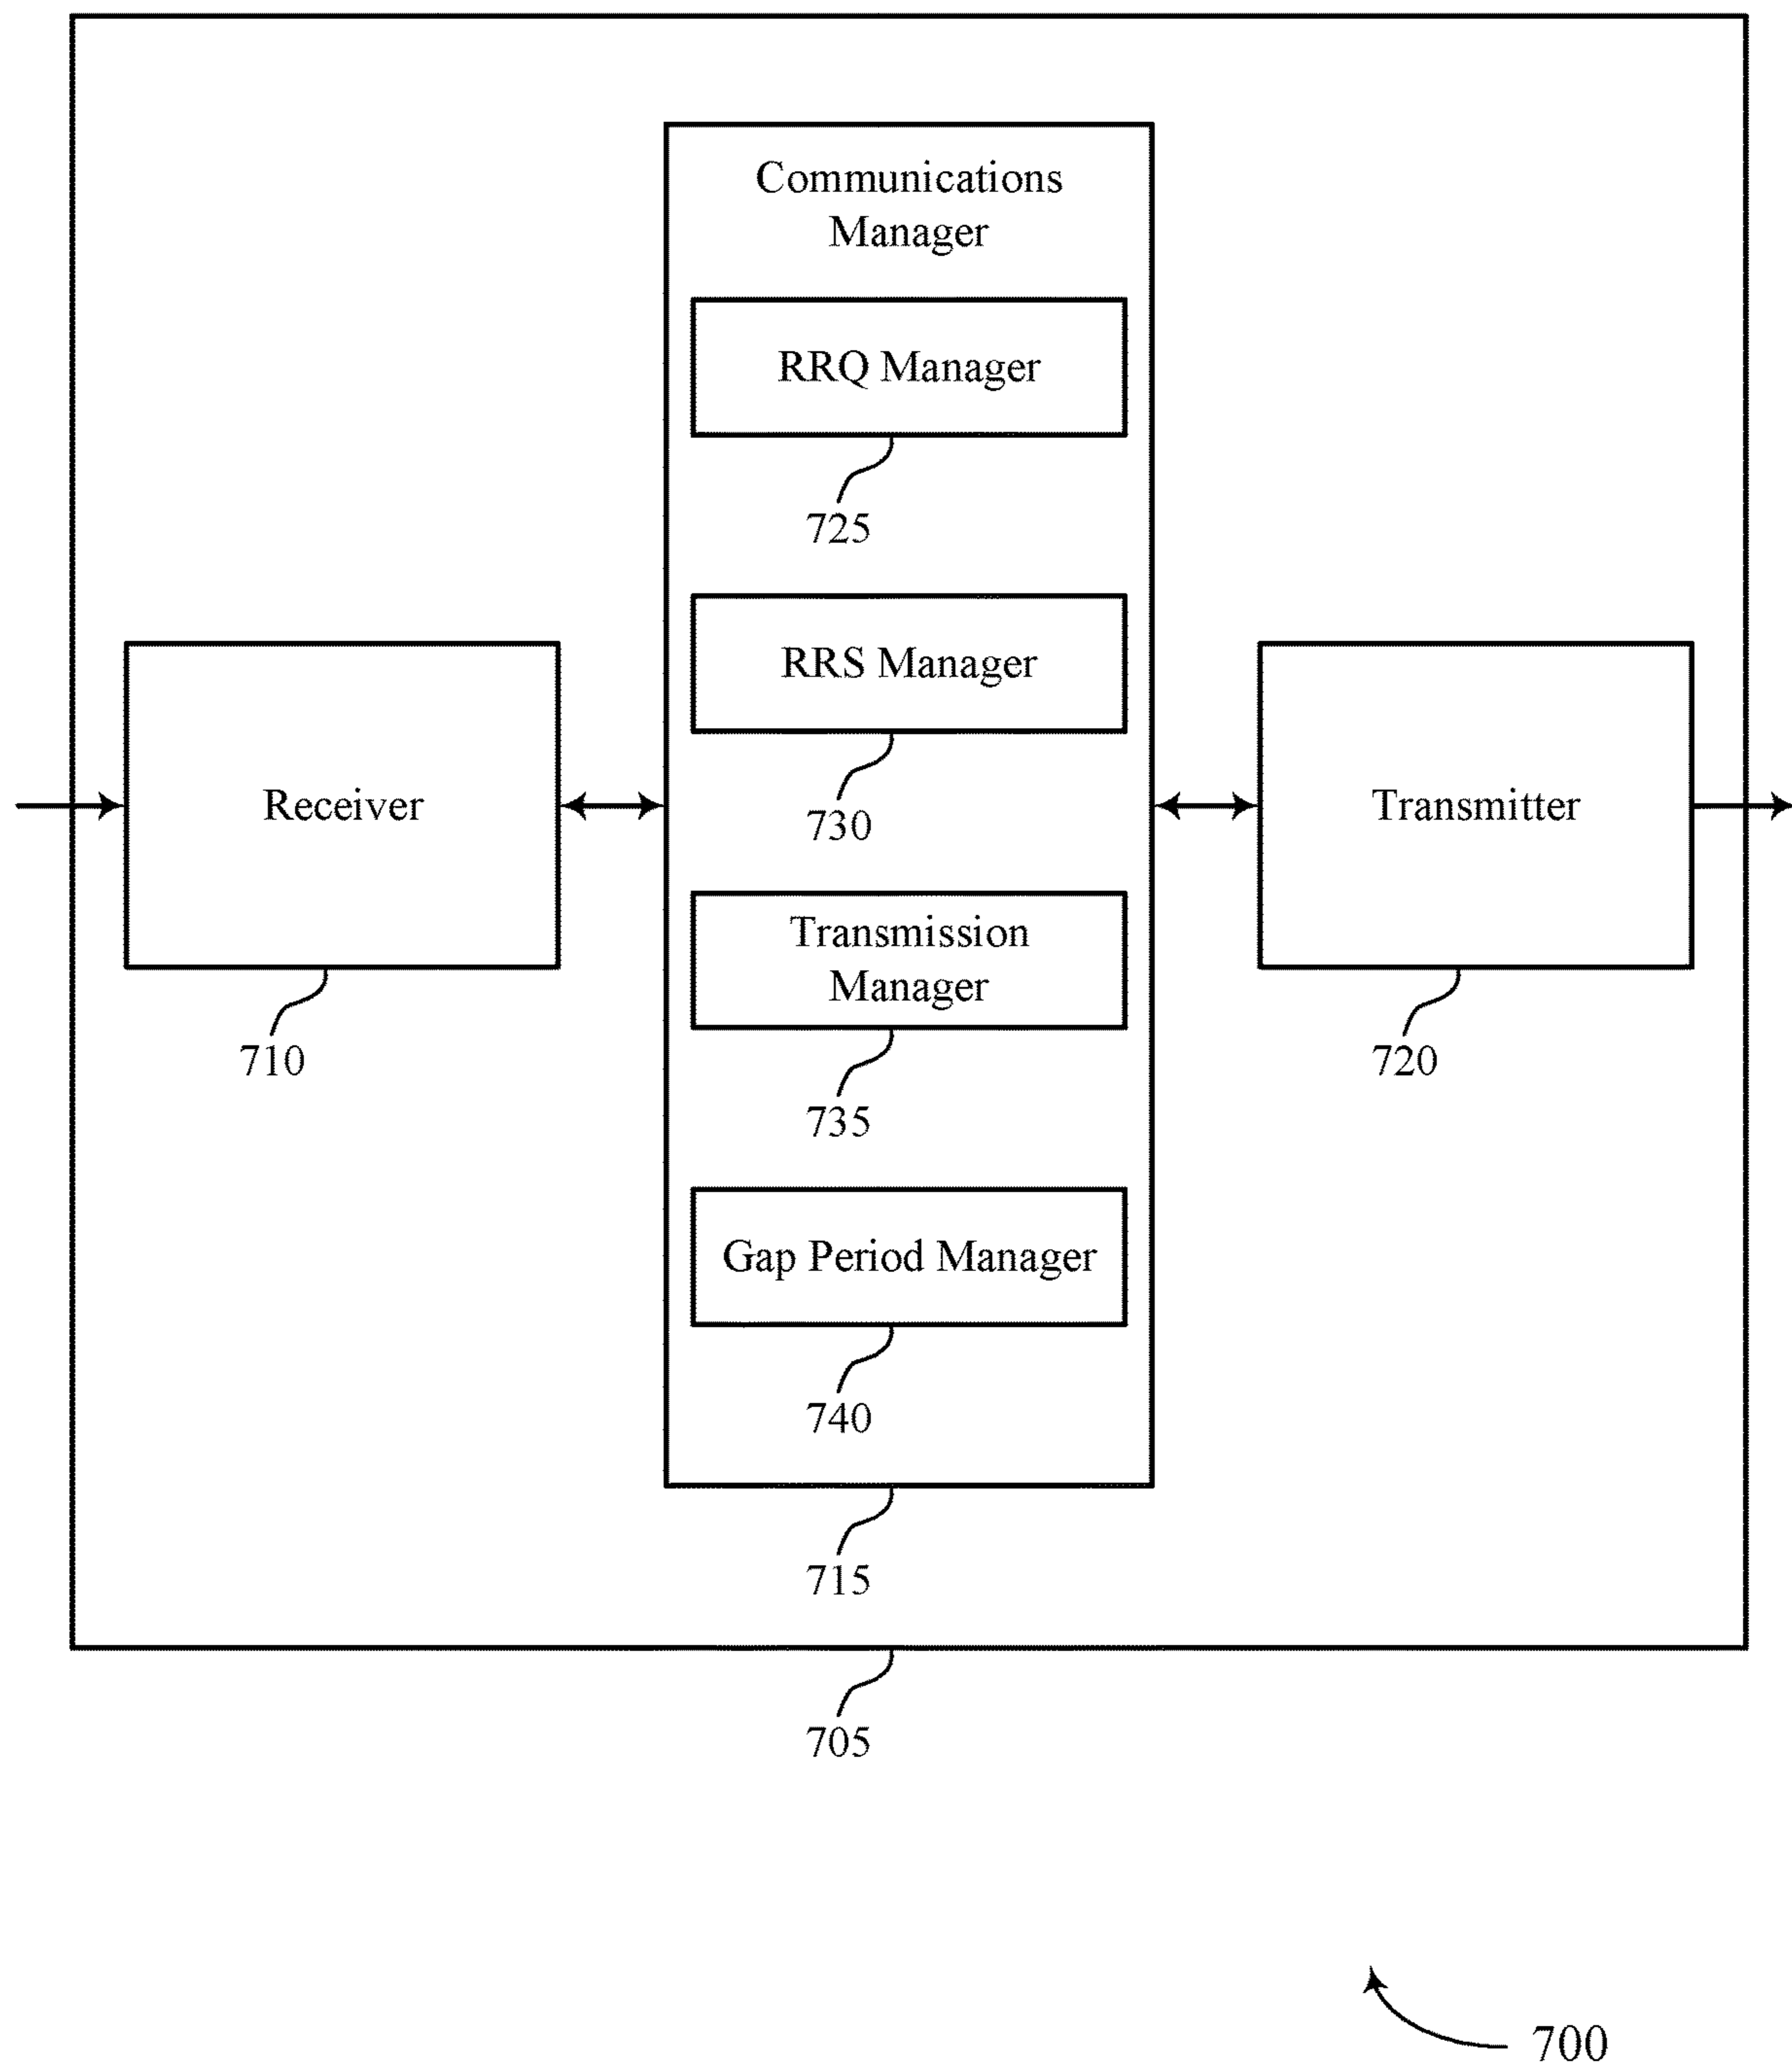 Communications
Manager
RRQ Manager
725
RRS Manager
730
Receiver
710
Transmitter
720
Transmission
Manager
735
Gap Period Manager
740
715
705
700